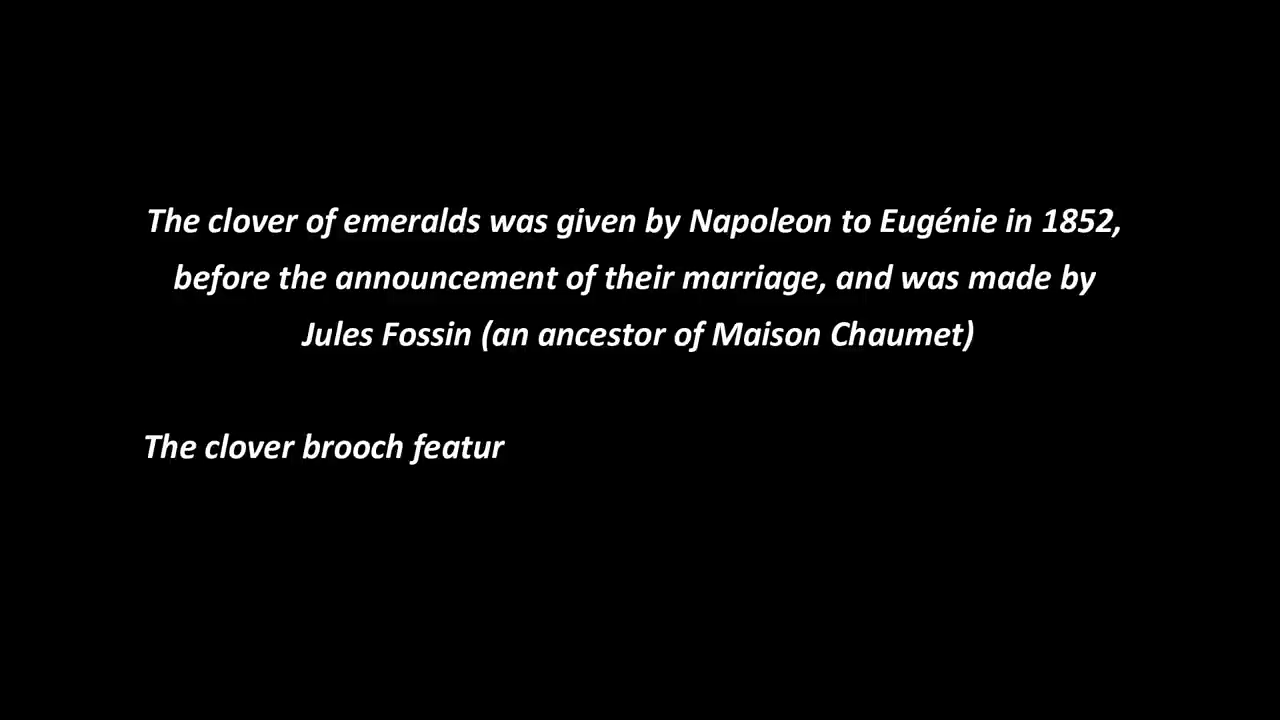 The clover of emeralds was given by Napoleon to Eugénie in 1852,
before the announcement of their marriage, and was made by
Jules Fossin (an ancestor of Maison Chaumet)
The clover brooch featur